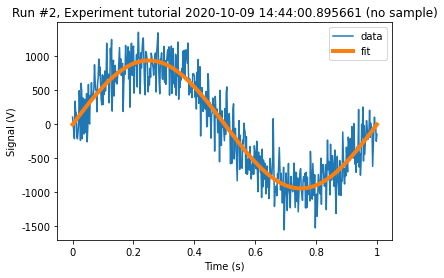 Run #2, Experiment tutorial 2020-10-09 14:44:00.895661 (no sample)
data
fit
Signal (V)
1000
500
0
-500
-1000
-1500
0
0.2
0.4
0.6
0.8
1
Time (s)